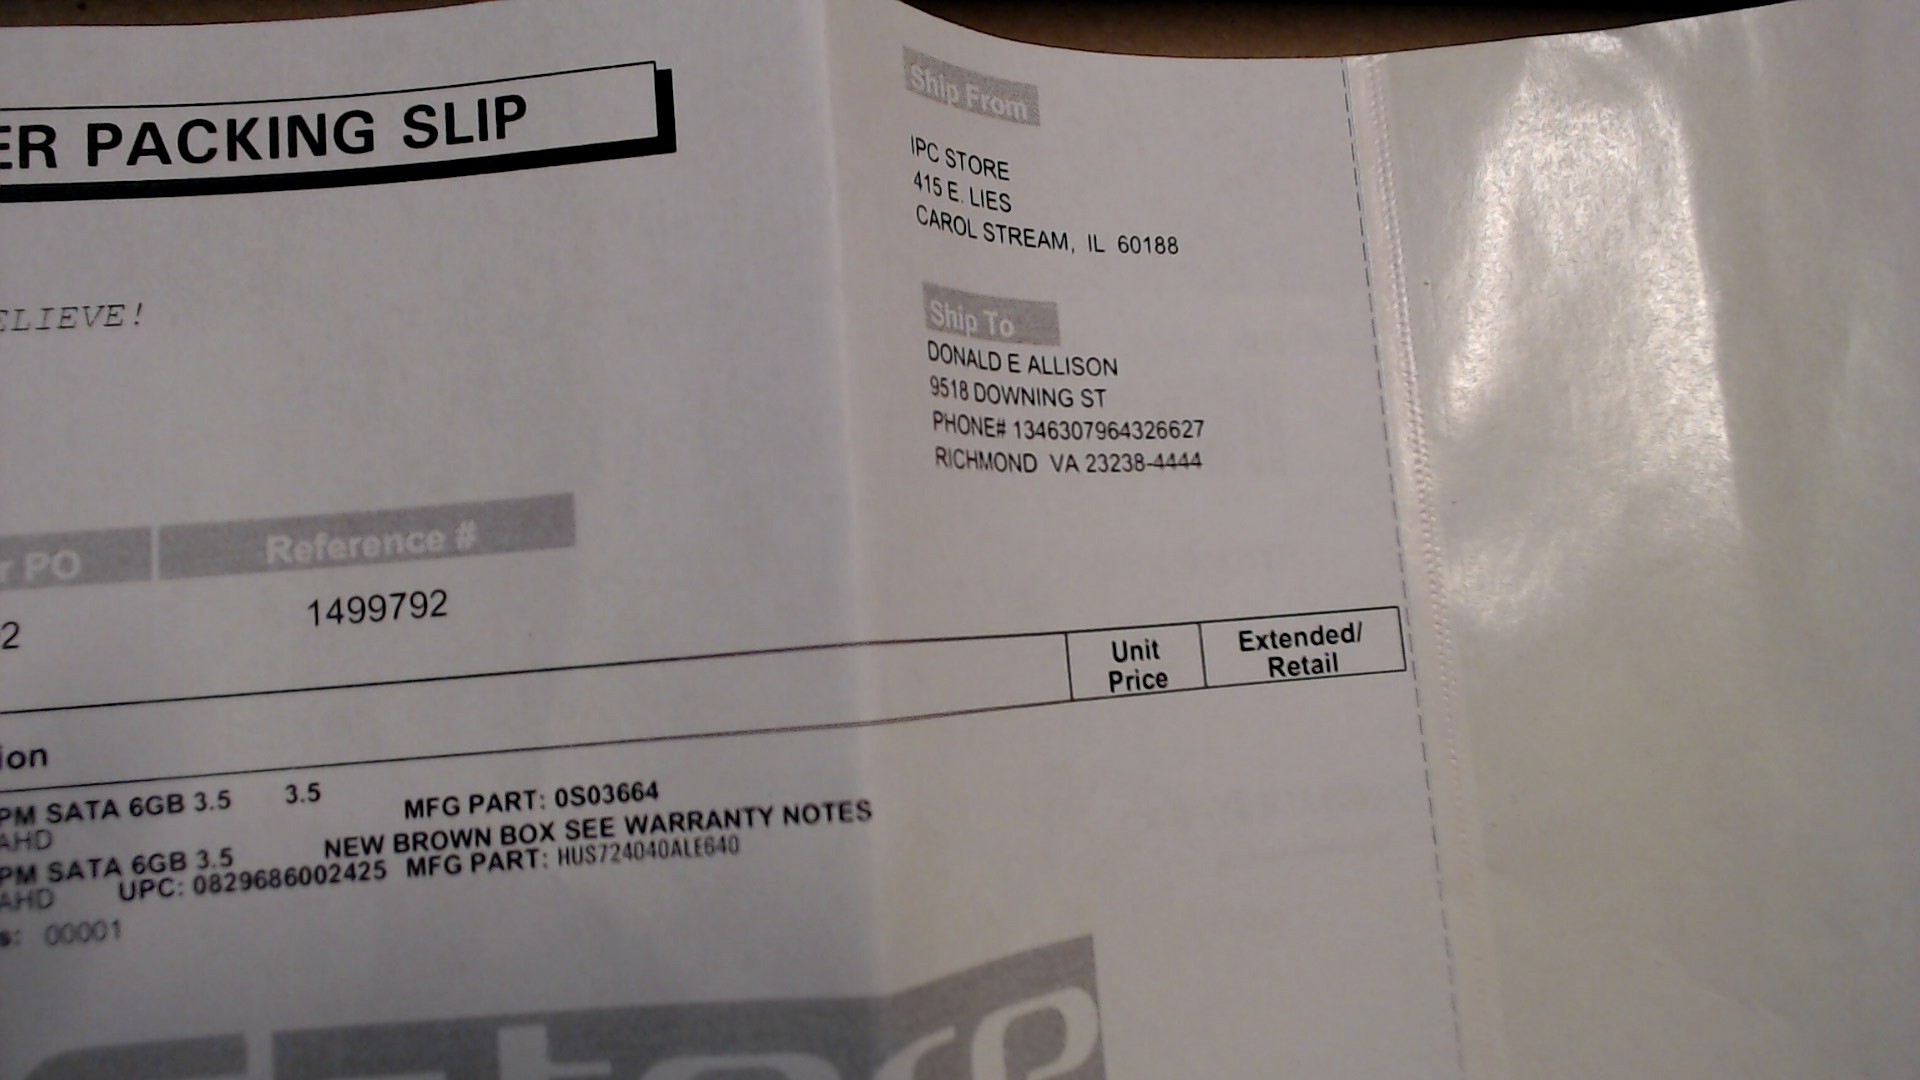 ER PACKING SLIP
Ship From
IPC STORE
415 E. LIES
CAROL STREAM, IL 60188
ELIEVE!
Ship To
DONALD E ALLISON
9518 DOWNING ST
PHONE# 1346307964326627
RICHMOND VA 23238-4444
r PO Reference #
2 1499792
Unit Price Extended/ Retail
ion
PM SATA 6GB 3.5 3.5 MFG PART: 0S03664
AHD NEW BROWN BOX SEE WARRANTY NOTES
PM SATA 6GB 3.5 MFG PART: HUS724040ALE640
AHD UPC: 0829686002425
s: 00001
store